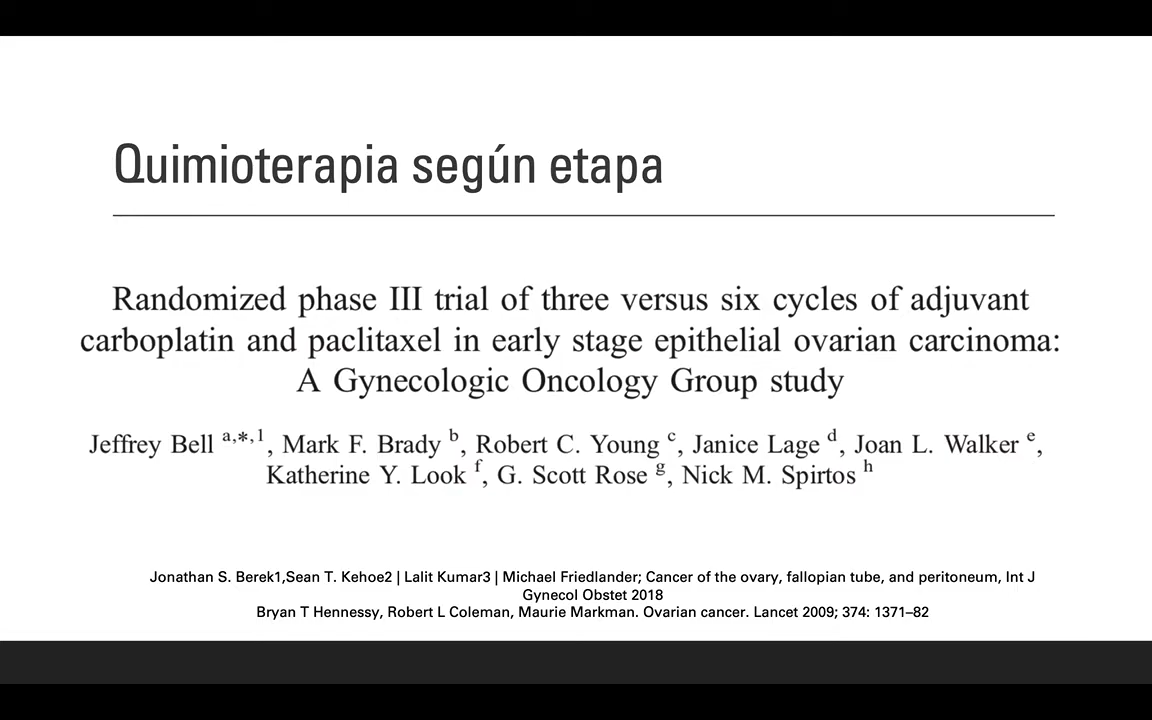 Quimioterapia según etapa
Randomized phase III trial of three versus six cycles of adjuvant
carboplatin and paclitaxel in early stage epithelial ovarian carcinoma:
A Gynecologic Oncology Group study
Jeffrey Bell a,*,1, Mark F. Brady b, Robert C. Young c, Janice Lage d, Joan L. Walker e,
Katherine Y. Look f, G. Scott Rose g, Nick M. Spirtos h
Jonathan S. Berek1,Sean T. Kehoe2 | Lalit Kumar3 | Michael Friedlander; Cancer of the ovary, fallopian tube, and peritoneum, Int J
Gynecol Obstet 2018
Bryan T Hennessy, Robert L Coleman, Maurie Markman. Ovarian cancer. Lancet 2009; 374: 1371–82